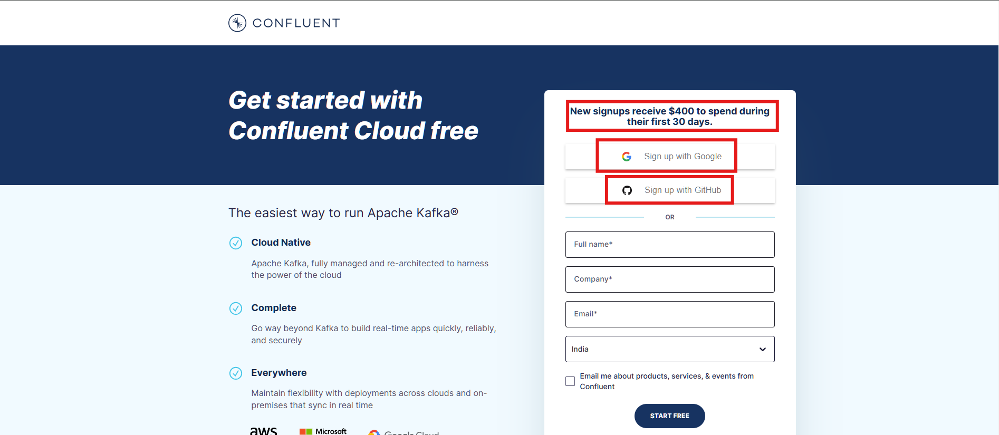 CONFLUENT
Get started with
Confluent Cloud free
The easiest way to run Apache Kafka®
Cloud Native
Apache Kafka, fully managed and re-architected to harness
the power of the cloud
Complete
Go way beyond Kafka to build real-time apps quickly, reliably,
and securely
Everywhere
Maintain flexibility with deployments across clouds and on-
premises that sync in real time
aws
Microsoft
Google Cloud
New signups receive $400 to spend during
their first 30 days.
Sign up with Google
Sign up with GitHub
OR
Full name*
Company*
Email*
India
Email me about products, services, & events from
Confluent
START FREE